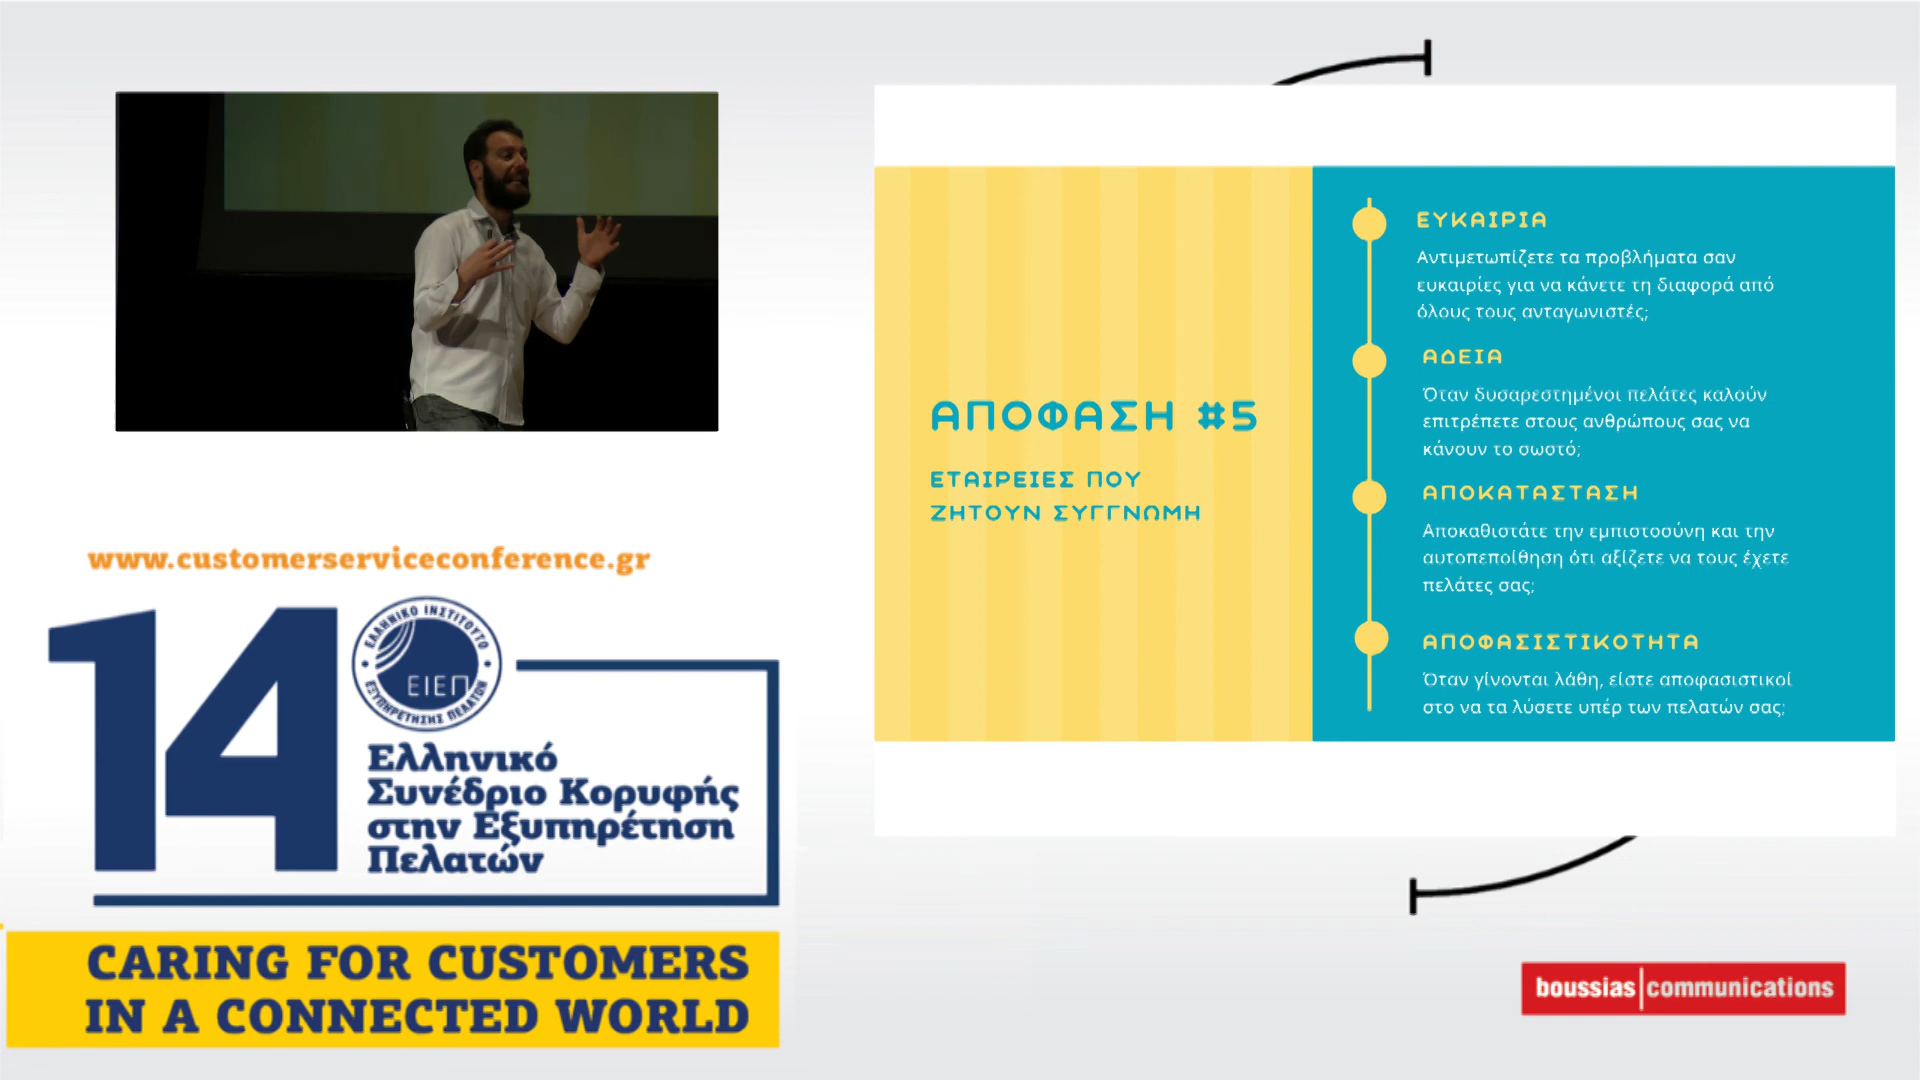 www.customerserviceconference.gr
14
ΕΛΛΗΝΙΚΟ ΙΝΣΤΙΤΟΥΤΟ
ΕΙΕΠ
ΕΞΥΠΗΡΕΤΗΣΗΣ ΠΕΛΑΤΩΝ
Ελληνικό
Συνέδριο Κορυφής
στην Εξυπηρέτηση
Πελατών
CARING FOR CUSTOMERS
IN A CONNECTED WORLD
ΑΠΟΦΑΣΗ #5
ΕΤΑΙΡΕΙΕΣ ΠΟΥ
ΖΗΤΟΥΝ ΣΥΓΓΝΩΜΗ
ΕΥΚΑΙΡΙΑ
Αντιμετωπίζετε τα προβλήματα σαν
ευκαιρίες για να κάνετε τη διαφορά από
όλους τους ανταγωνιστές;
ΑΔΕΙΑ
Όταν δυσαρεστημένοι πελάτες καλούν
επιτρέπετε στους ανθρώπους σας να
κάνουν το σωστό;
ΑΠΟΚΑΤΑΣΤΑΣΗ
Αποκαθιστάτε την εμπιστοσύνη και την
αυτοπεποίθηση ότι αξίζετε να τους έχετε
πελάτες σας;
ΑΠΟΦΑΣΙΣΤΙΚΟΤΗΤΑ
Όταν γίνονται λάθη, είστε αποφασιστικοί
στο να τα λύσετε υπέρ των πελατών σας;
boussias communications